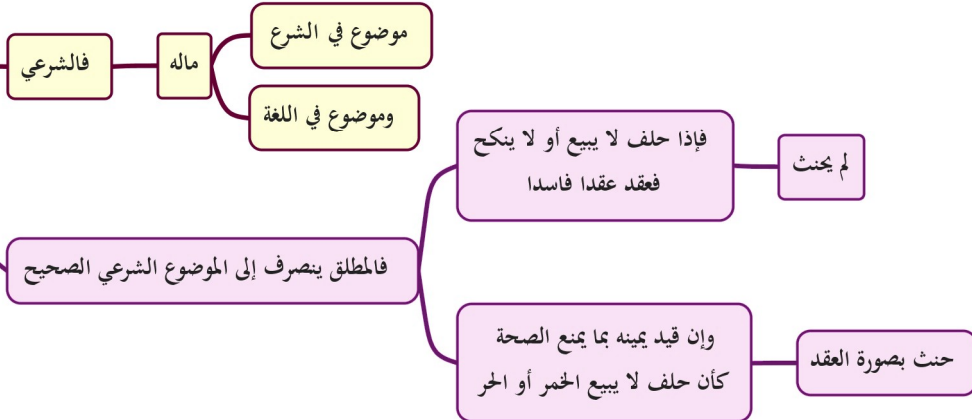 فالشرعي
ماله
موضوع في الشرع
وموضوع في اللغة
فالمطلق ينصرف إلى الموضوع الشرعي الصحيح
فإذا حلف لا يبيع أو لا ينكح
فعقد عقدا فاسدا
لم يحنث
وإن قيد يمينه بما يمنع الصحة
كأن حلف لا يبيع الخمر أو الحر
حنث بصورة العقد